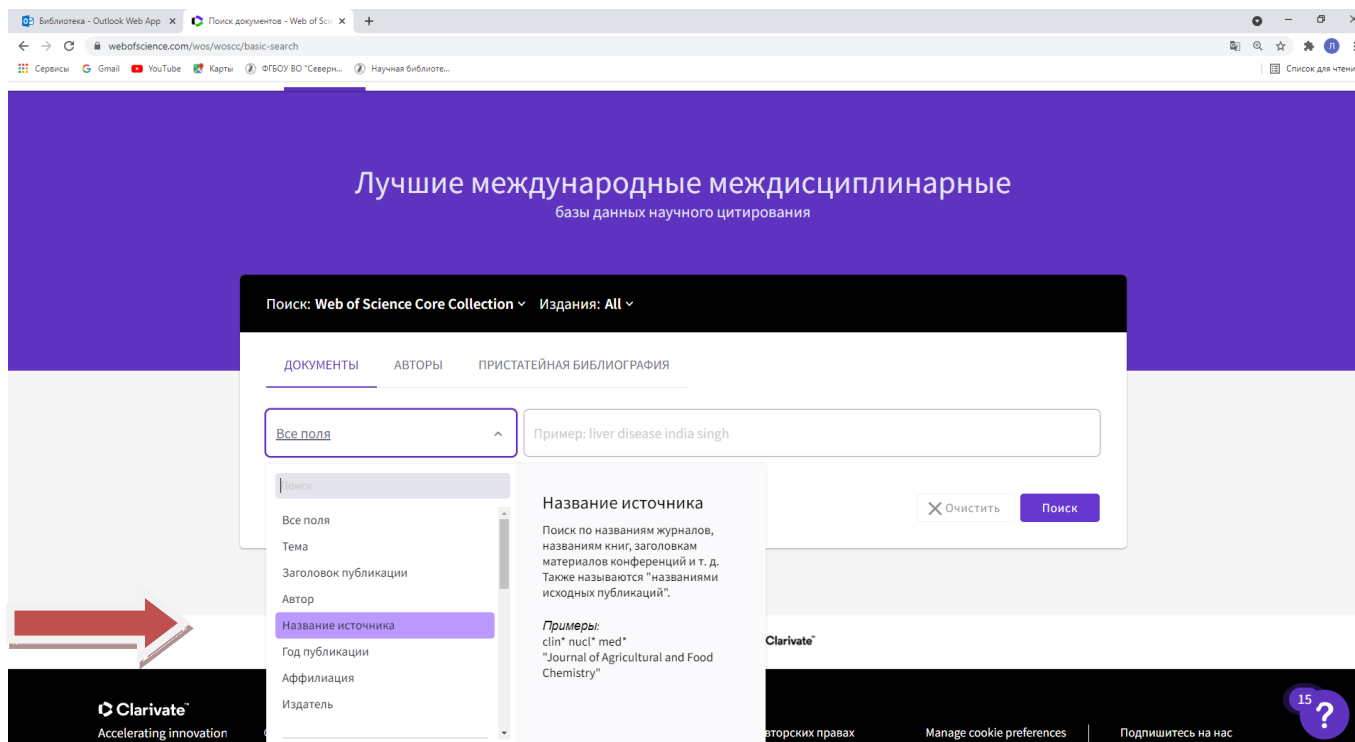 Библиотека - Outlook Web App
Поиск документов - Web of Scie
webofscience.com/wos/woscc/basic-search
Л
Сервисы
Gmail
YouTube
Карты
ФГБОУ ВО "Северн...
Научная библиоте...
Список для чтени
Лучшие международные междисциплинарные
базы данных научного цитирования
Поиск: Web of Science Core Collection
Издания: All
ДОКУМЕНТЫ
АВТОРЫ
ПРИСТАТЕЙНАЯ БИБЛИОГРАФИЯ
Все поля
Пример: liver disease india singh
Поиск
Все поля
Тема
Заголовок публикации
Автор
Название источника
Год публикации
Аффилиация
Издатель
Название источника
Поиск по названиям журналов,
названиям книг, заголовкам
материалов конференций и т. д.
Также называются "названиями
исходных публикаций".
Примеры:
clin* nucl* med*
"Journal of Agricultural and Food
Chemistry"
Очистить
Поиск
Clarivate™
Clarivate™
Accelerating innovation
вторских правах
Manage cookie preferences
Подпишитесь на нас
15
?